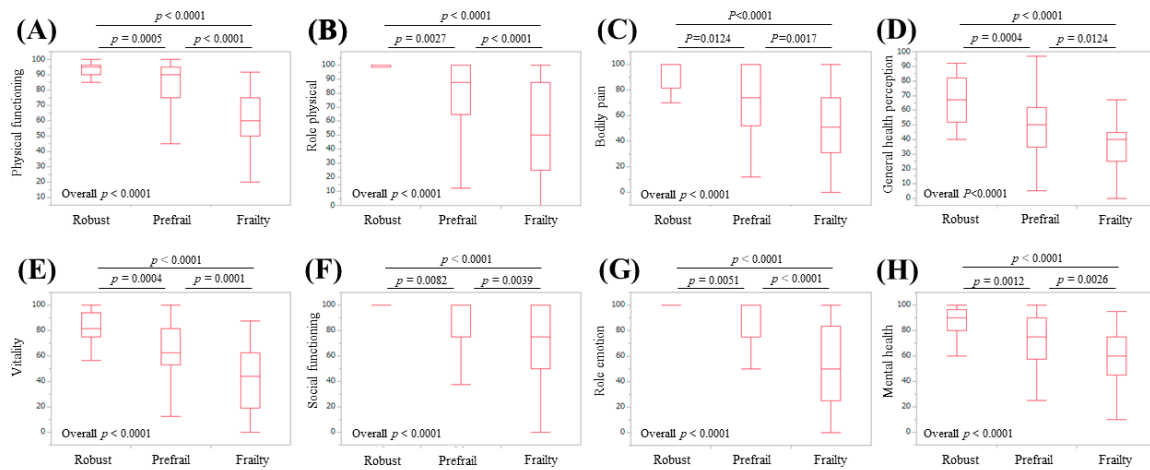 (A)
p < 0.0001
p = 0.0005 p < 0.0001
Physical functioning
100
90
80
70
60
50
40
30
20
10
Overall p < 0.0001
Robust Prefrail Frailty
(B)
p < 0.0001
p = 0.0027 p < 0.0001
Role physical
100
90
80
70
60
50
40
30
20
10
0
Overall p < 0.0001
Robust Prefrail Frailty
(C)
P<0.0001
P=0.0124 P=0.0017
Bodily pain
100
80
60
40
20
0
Overall p < 0.0001
Robust Prefrail Frailty
(D)
p < 0.0001
p = 0.0004 p = 0.0124
General health perception
100
90
80
70
60
50
40
30
20
10
0
Overall P<0.0001
Robust Prefrail Frailty
(E)
p < 0.0001
p = 0.0004 p = 0.0001
Vitality
100
80
60
40
20
0
Overall p < 0.0001
Robust Prefrail Frailty
(F)
p < 0.0001
p = 0.0082 p = 0.0039
Social functioning
100
80
60
40
20
0
Overall p < 0.0001
Robust Prefrail Frailty
(G)
p < 0.0001
p = 0.0051 p < 0.0001
Role emotion
100
80
60
40
20
0
Overall p < 0.0001
Robust Prefrail Frailty
(H)
p < 0.0001
p = 0.0012 p = 0.0026
Mental health
100
80
60
40
20
0
Overall p < 0.0001
Robust Prefrail Frailty